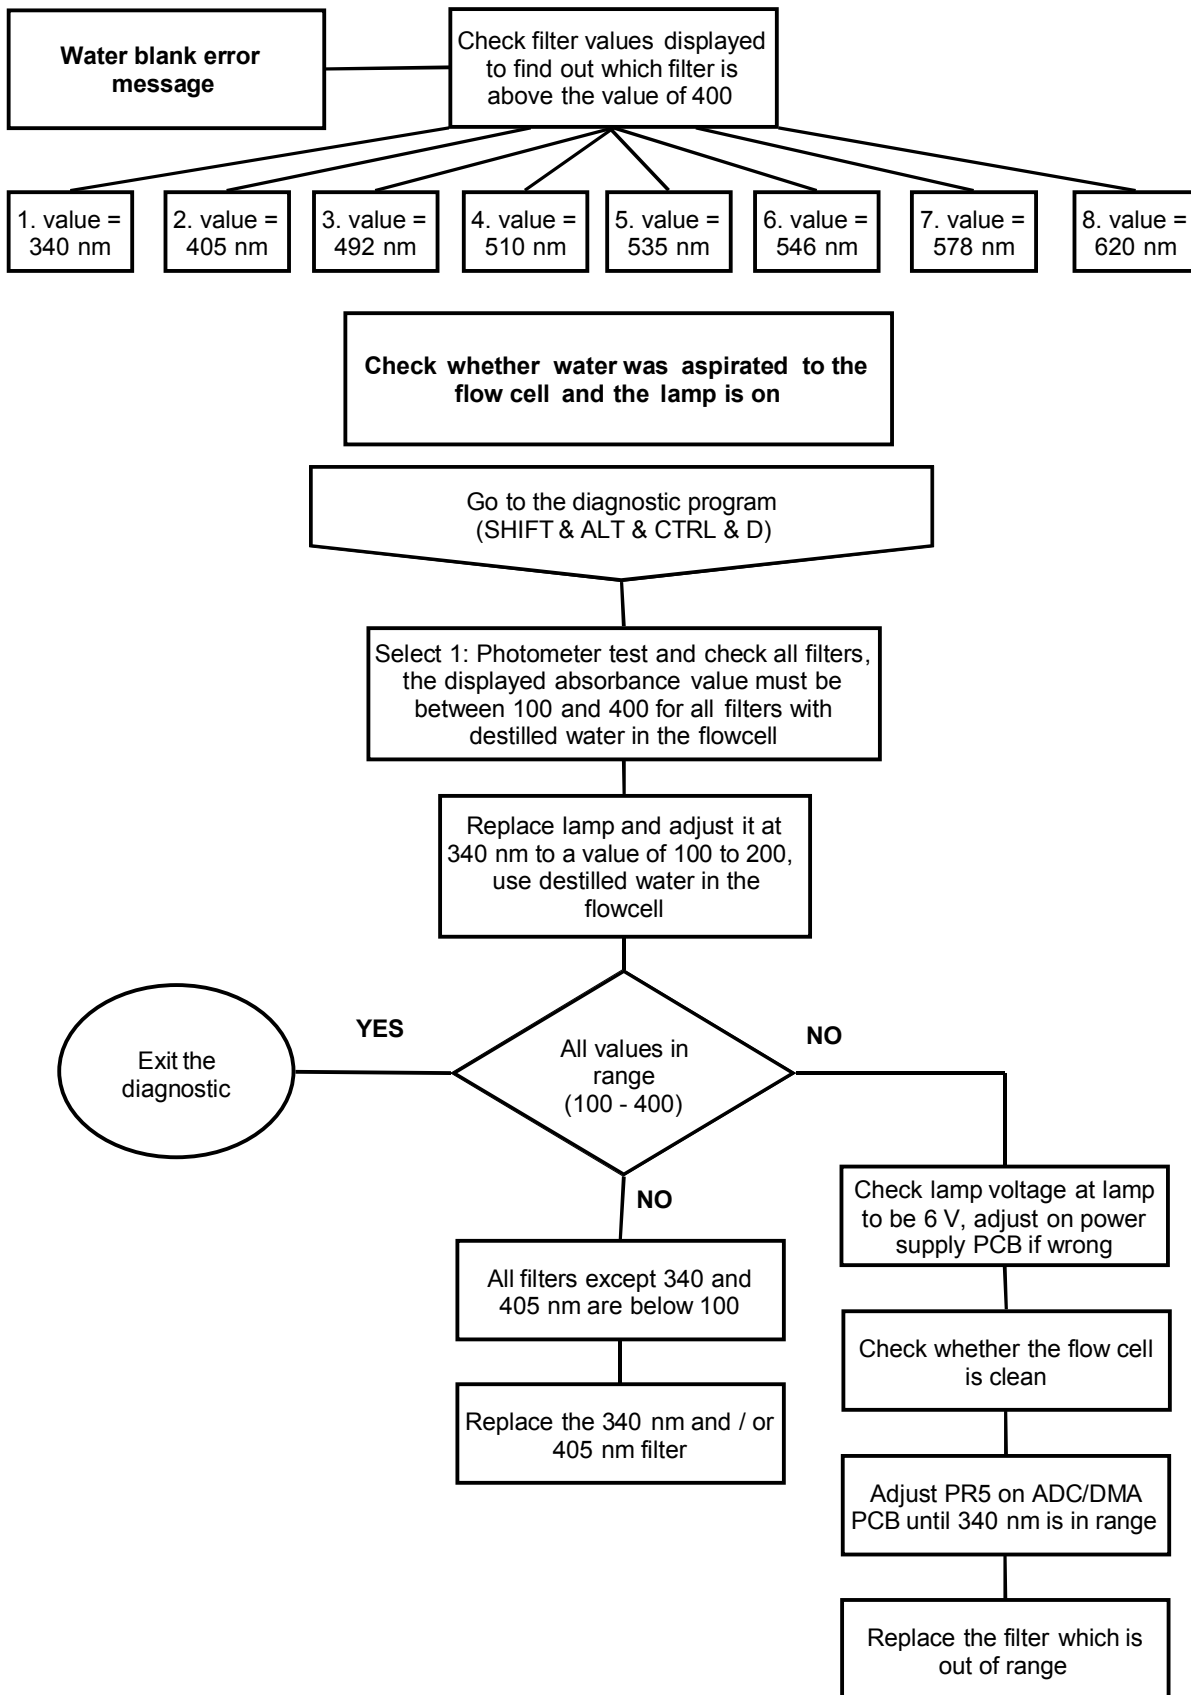 Water blank error
message
Check filter values displayed
to find out which filter is
above the value of 400
1. value =
340 nm
2. value =
405 nm
3. value =
492 nm
4. value =
510 nm
5. value =
535 nm
6. value =
546 nm
7. value =
578 nm
8. value =
620 nm
Check whether water was aspirated to the
flow cell and the lamp is on
Go to the diagnostic program
(SHIFT & ALT & CTRL & D)
Select 1: Photometer test and check all filters,
the displayed absorbance value must be
between 100 and 400 for all filters with
destilled water in the flowcell
Replace lamp and adjust it at
340 nm to a value of 100 to 200,
use destilled water in the
flowcell
YES
NO
Exit the
diagnostic
All values in
range
(100 - 400)
NO
Check lamp voltage at lamp
to be 6 V, adjust on power
supply PCB if wrong
All filters except 340 and
405 nm are below 100
Check whether the flow cell
is clean
Replace the 340 nm and / or
405 nm filter
Adjust PR5 on ADC/DMA
PCB until 340 nm is in range
Replace the filter which is
out of range